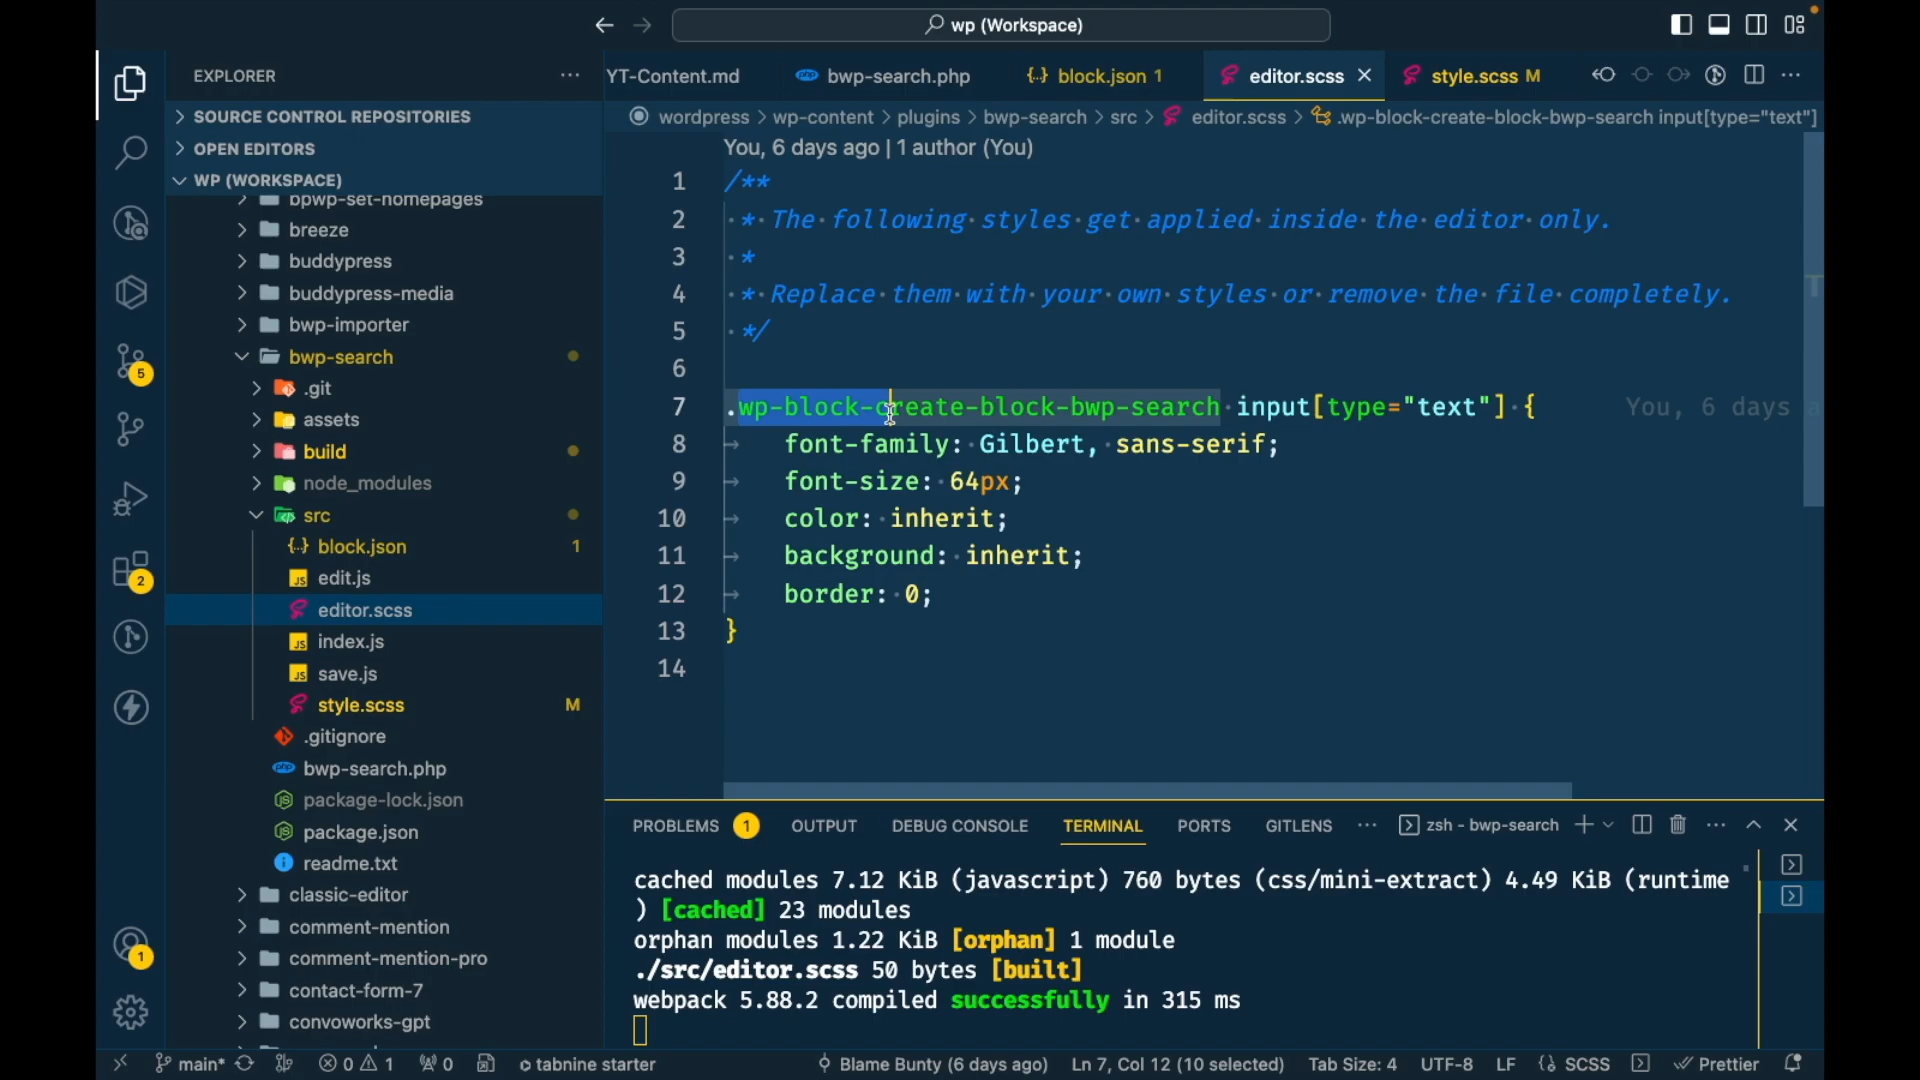 wp (Workspace)
EXPLORER
SOURCE CONTROL REPOSITORIES
OPEN EDITORS
WP (WORKSPACE)
bpwp-set-homepages
breeze
buddypress
buddypress-media
bwp-importer
bwp-search
.git
assets
build
node_modules
src
block.json 1
edit.js
editor.scss
index.js
save.js
style.scss M
.gitignore
bwp-search.php
package-lock.json
package.json
readme.txt
classic-editor
comment-mention
comment-mention-pro
contact-form-7
convoworks-gpt
5
2
1
YT-Content.md bwp-search.php block.json 1 editor.scss style.scss M
wordpress > wp-content > plugins > bwp-search > src > editor.scss > .wp-block-create-block-bwp-search input[type="text"]
You, 6 days ago | 1 author (You)
1 /**
2 * The following styles get applied inside the editor only.
3 *
4 * Replace them with your own styles or remove the file completely.
5 */
6
7 .wp-block-create-block-bwp-search input[type="text"] { You, 6 days a
8 font-family: Gilbert, sans-serif;
9 font-size: 64px;
10 color: inherit;
11 background: inherit;
12 border: 0;
13 }
14
PROBLEMS 1 OUTPUT DEBUG CONSOLE TERMINAL PORTS GITLENS ··· zsh - bwp-search
cached modules 7.12 KiB (javascript) 760 bytes (css/mini-extract) 4.49 KiB (runtime
) [cached] 23 modules
orphan modules 1.22 KiB [orphan] 1 module
./src/editor.scss 50 bytes [built]
webpack 5.88.2 compiled successfully in 315 ms
main* 0 1 0 tabnine starter Blame Bunty (6 days ago) Ln 7, Col 12 (10 selected) Tab Size: 4 UTF-8 LF SCSS Prettier